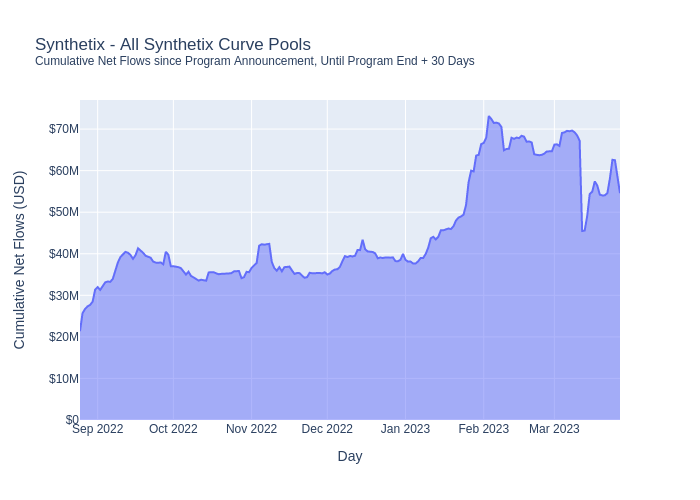 Synthetix - All Synthetix Curve Pools
Cumulative Net Flows since Program Announcement, Until Program End + 30 Days
Cumulative Net Flows (USD)
$70M
$60M
$50M
$40M
$30M
$20M
$10M
$0
Sep 2022 Oct 2022 Nov 2022 Dec 2022 Jan 2023 Feb 2023 Mar 2023
Day